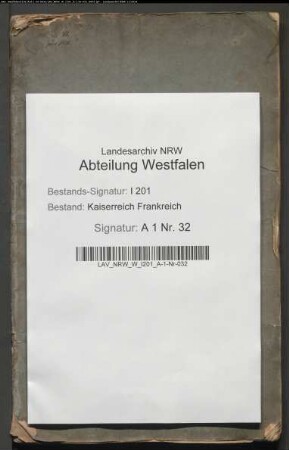 Landesarchiv NRW
Abteilung Westfalen
Bestands-Signatur: I 201
Bestand: Kaiserreich Frankreich
Signatur: A 1 Nr. 32
LAV_NRW_W_I201_A-1-Nr-032